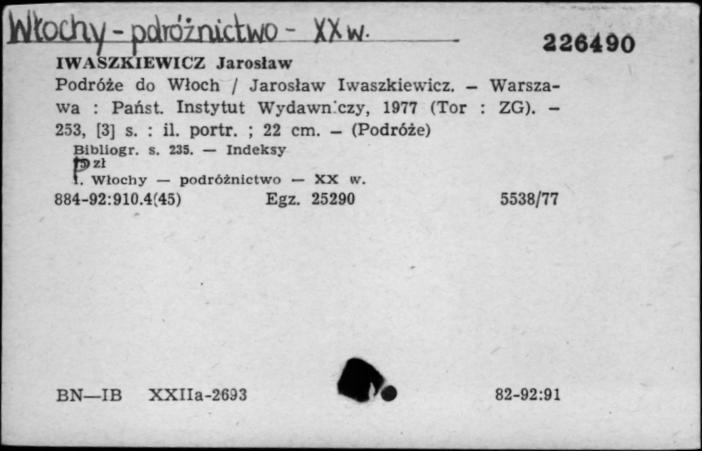 Włochy - pdróżnictwo - XX w.
226490
IWASZKIEWICZ Jarosław
Podróże do Włoch / Jarosław Iwaszkiewicz. — Warsza-
wa : Państ. Instytut Wydawniczy, 1977 (Tor : ZG). —
253, [3] s. : il. portr. ; 22 cm. — (Podróże)
Bibliogr. s. 235. — Indeksy
zł
1. Włochy — podróżnictwo — XX w.
884-92:910.4(45) Egz. 25290 5538/77
BN—IB XXIIa-2693 82-92:91